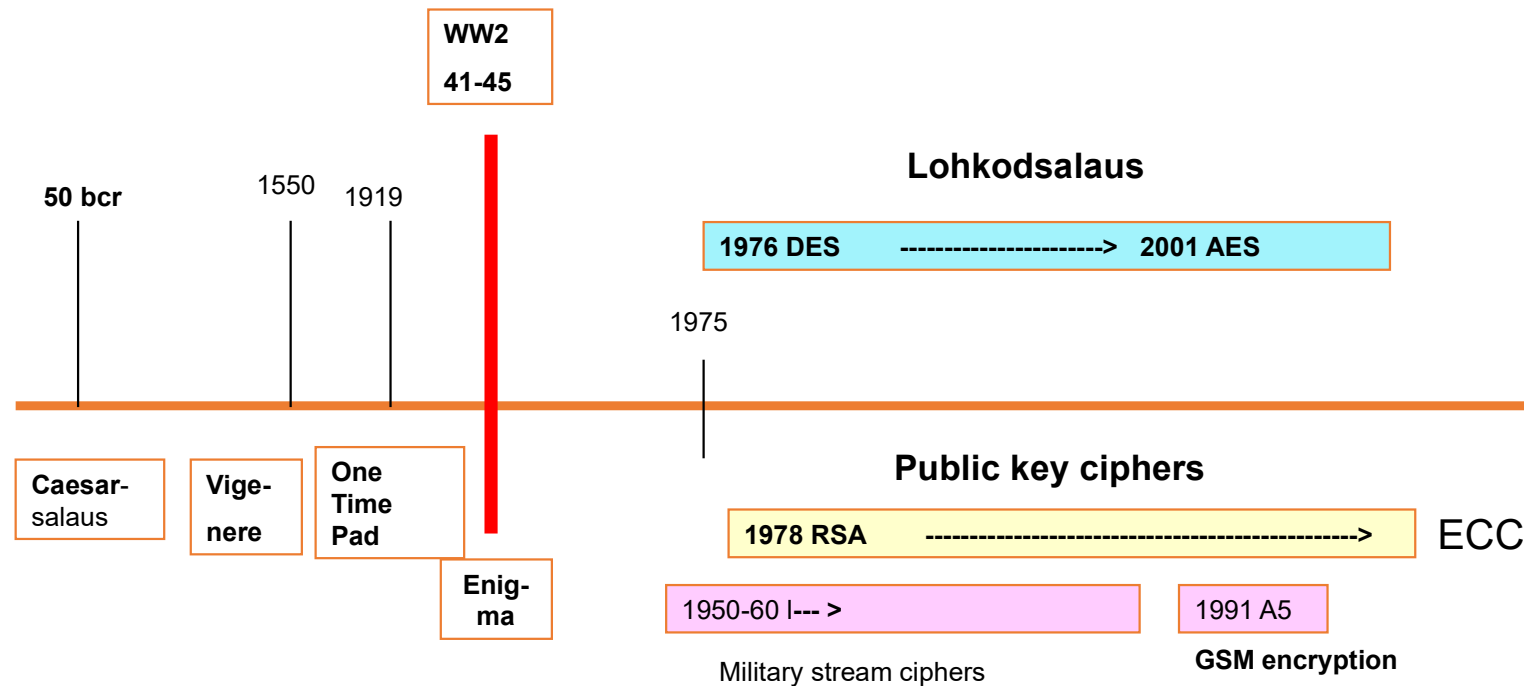 WW2
41-45
50 bcr
1550
1919
Lohkodsalaus
1976 DES -----------------------> 2001 AES
1975
Caesar-
salaus
Vige-
nere
One
Time
Pad
Enig-
ma
Public key ciphers
1978 RSA ------------------------------------------------->
ECC
1950-60 l--- >
1991 A5
Military stream ciphers
GSM encryption